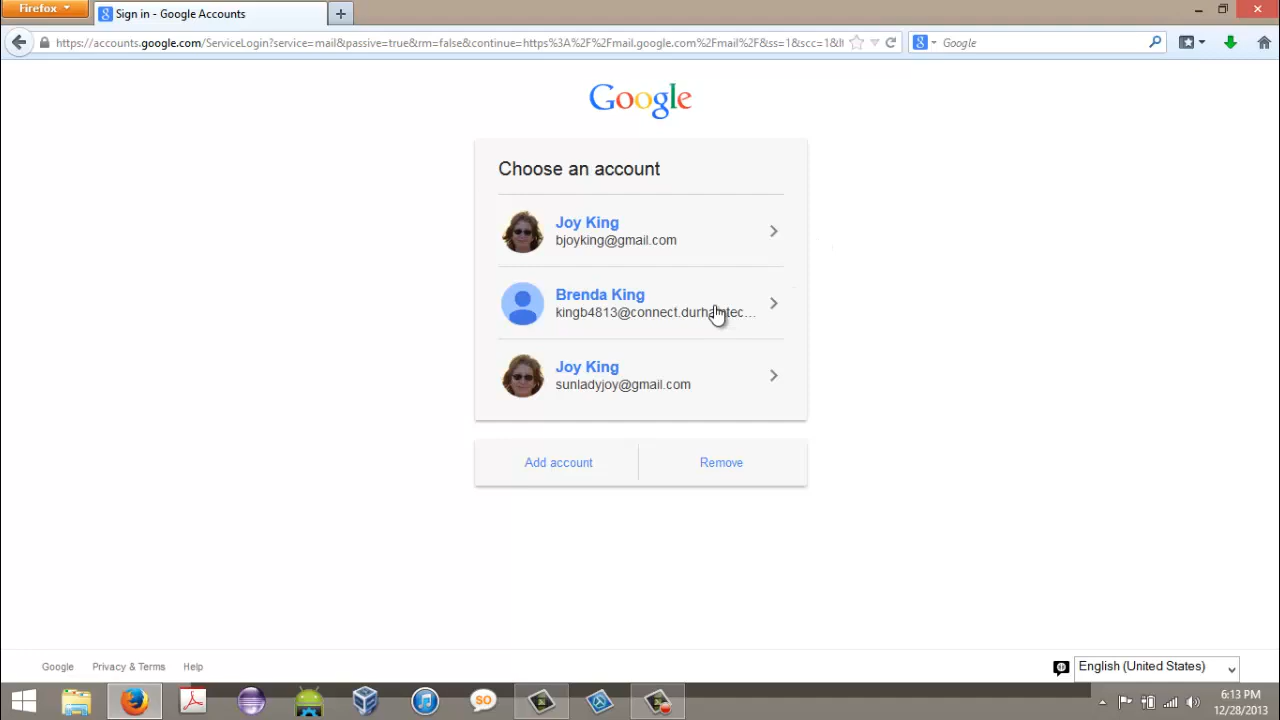 Firefox
Sign in - Google Accounts
https://accounts.google.com/ServiceLogin?service=mail&passive=true&rm=false&continue=https%3A%2F%2Fmail.google.com%2Fmail%2F&ss=1&scc=1&lt
Google
Google
Choose an account
Joy King
bjoyking@gmail.com
Brenda King
kingb4813@connect.durhamtec...
Joy King
sunladyjoy@gmail.com
Add account
Remove
Google
Privacy & Terms
Help
English (United States)
SO
6:13 PM
12/28/2013